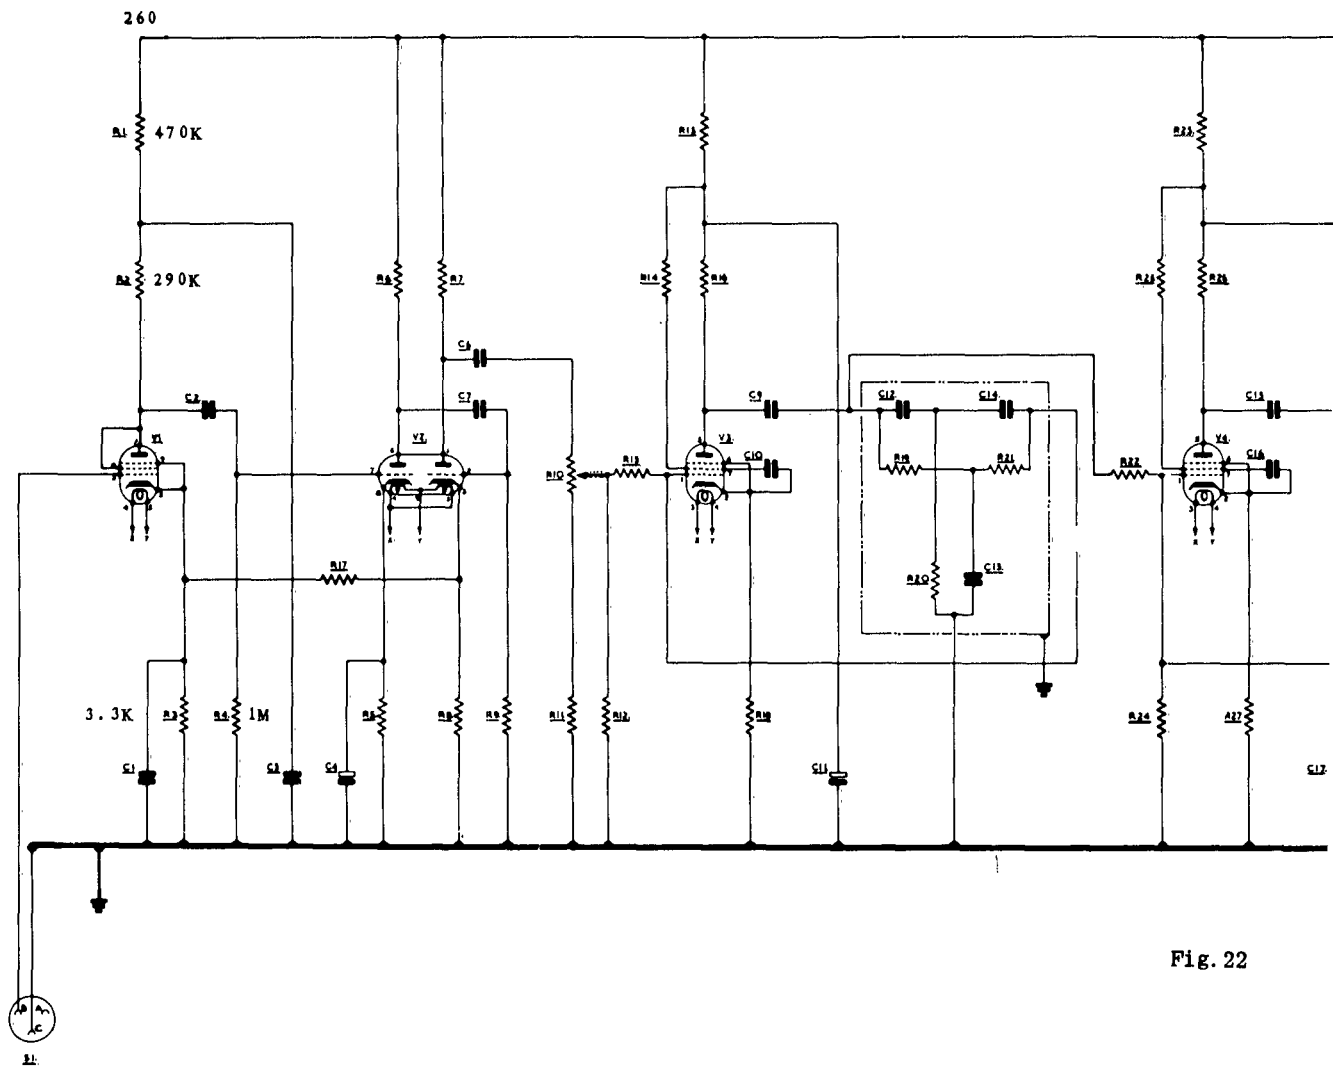 260
R1. 470K
R15
R25
R2 290K
R6
R7
R14
R16
R26
C6
C2
C7
C9
C12
C14
C15
V1
V2
V3
C10
V4
C16
R10
R13
R19
R21
R22
X Y
X Y
X Y
X Y
R17
R20
C13
3.3K R3 R4 1M
R5
R8
R9
R11
R12
R18
R24
R27
C1
C3
C4
C11
C17
Fig.22
B A
C
S1